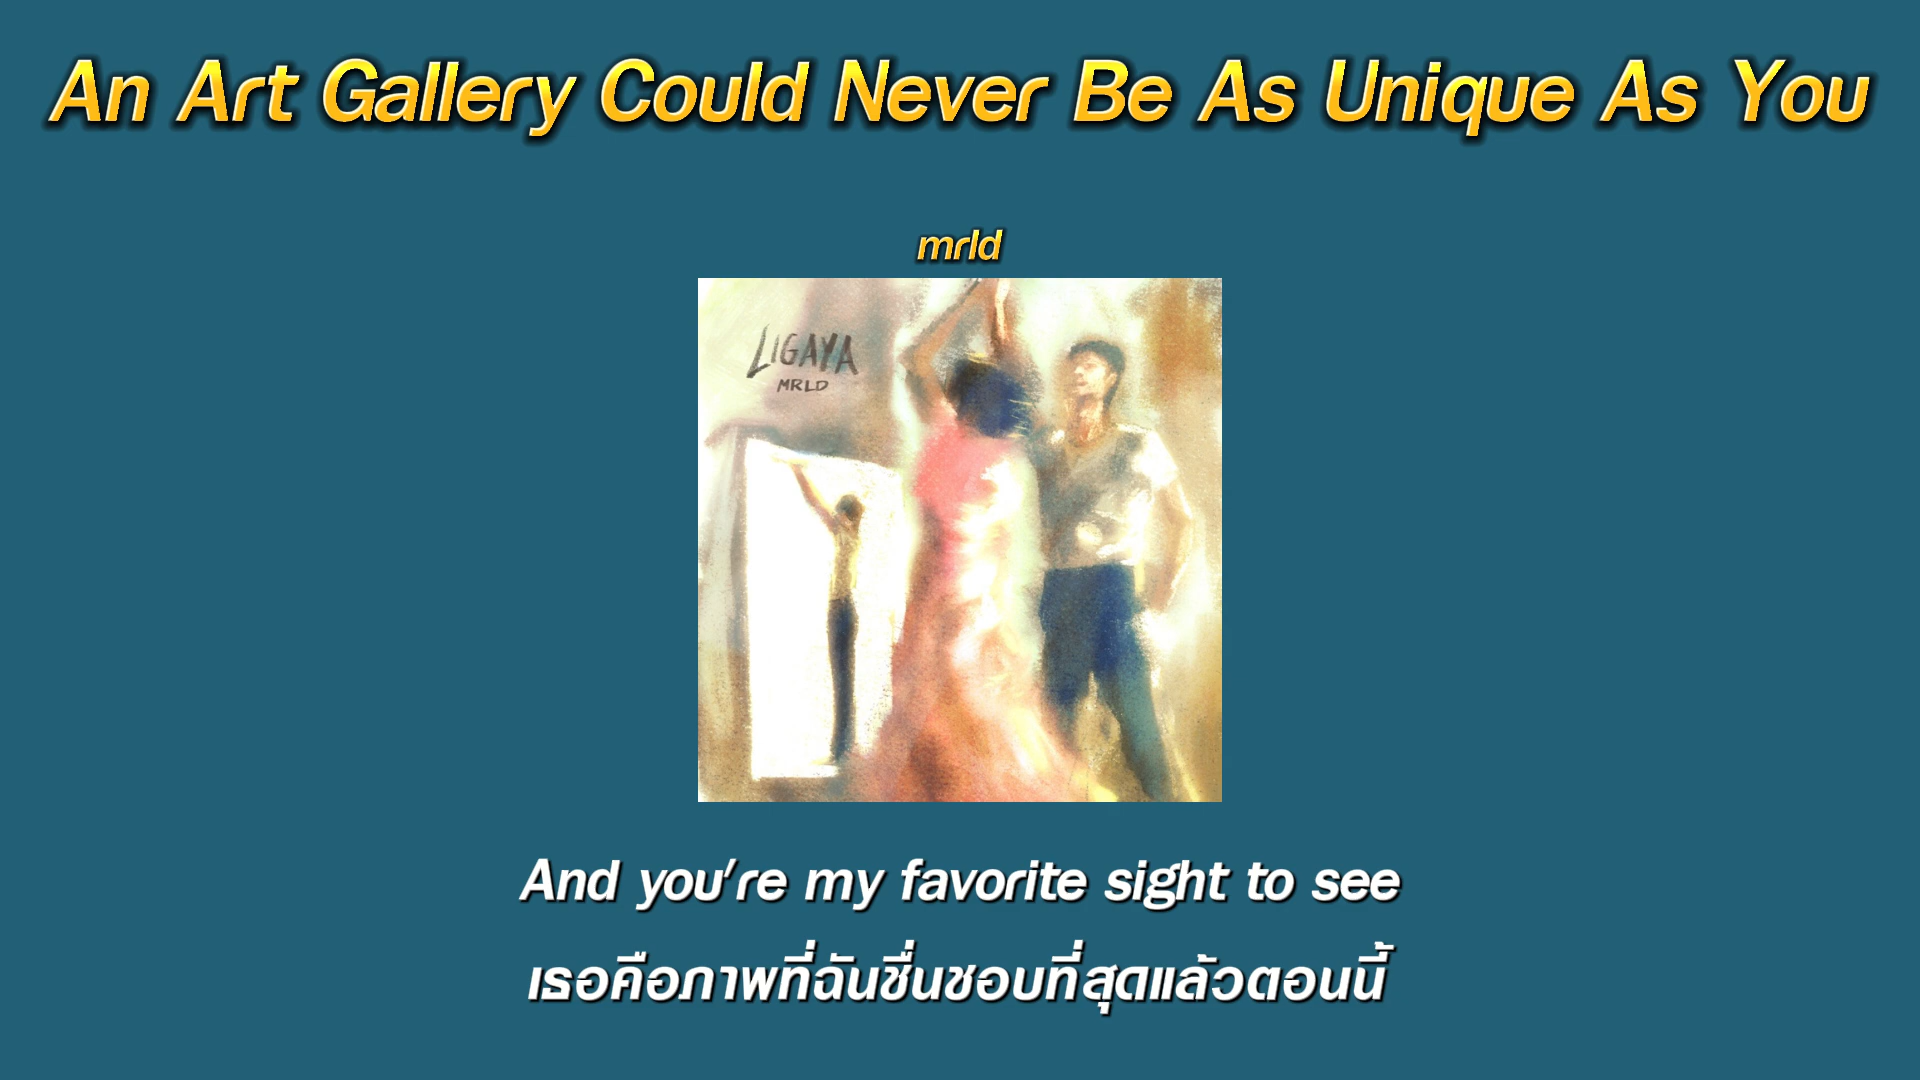 An Art Gallery Could Never Be As Unique As You
mrld
LIGAYA
MRLD
And you're my favorite sight to see
เธอคือภาพที่ฉันชื่นชอบที่สุดแล้วตอนนี้